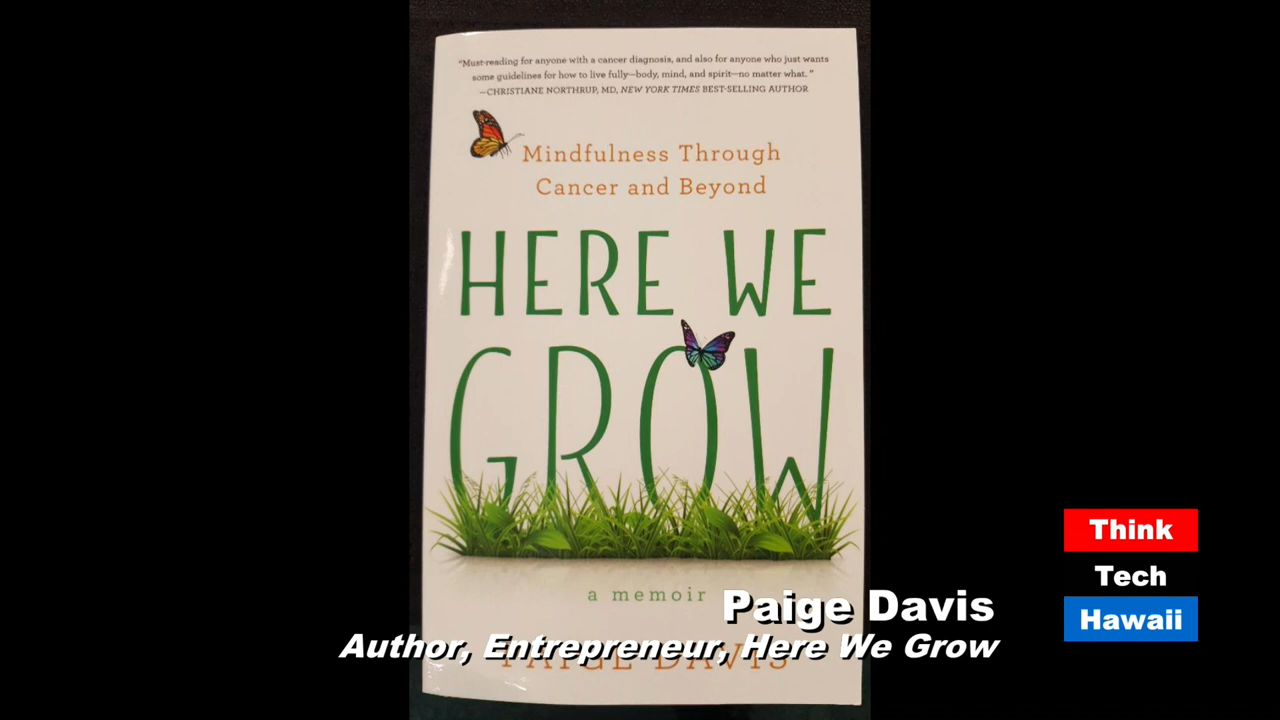 "Must-reading for anyone with a cancer diagnosis, and also for anyone who just wants
some guidelines for how to live fully—body, mind, and spirit—no matter what."
—CHRISTIANE NORTHRUP, MD, NEW YORK TIMES BEST-SELLING AUTHOR
Mindfulness Through
Cancer and Beyond
HERE WE
GROW
a memoir
PAIGE DAVIS
Paige Davis
Author, Entrepreneur, Here We Grow
Think
Tech
Hawaii